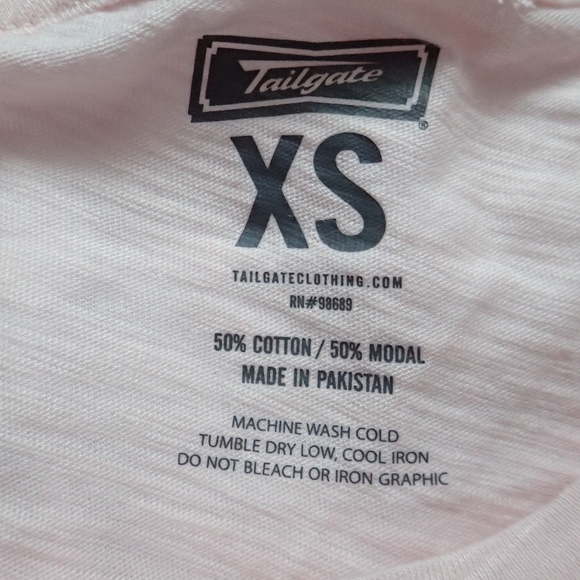 Tailgate
®
XS
TAILGATECLOTHING.COM
RN#98689
50% COTTON / 50% MODAL
MADE IN PAKISTAN
MACHINE WASH COLD
TUMBLE DRY LOW, COOL IRON
DO NOT BLEACH OR IRON GRAPHIC